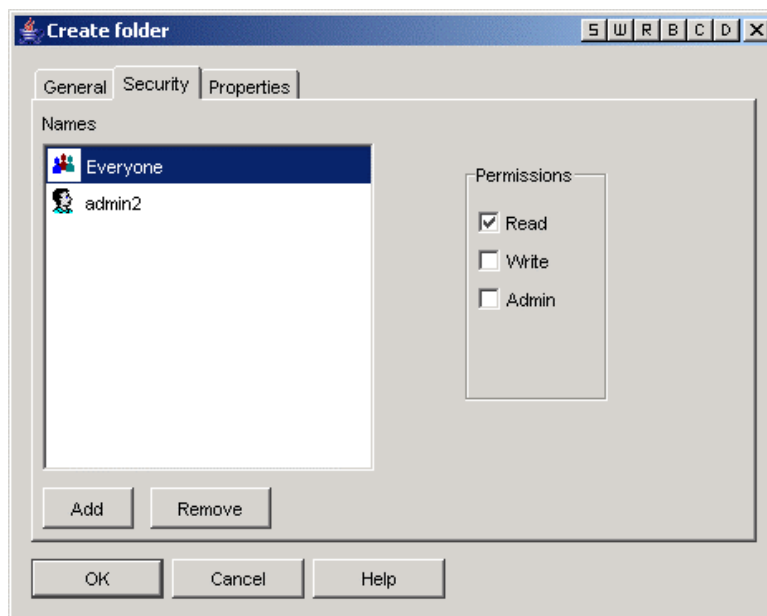 Create folder S W R B C D X
General Security Properties
Names
Everyone
admin2
Permissions
Read
Write
Admin
Add Remove
OK Cancel Help